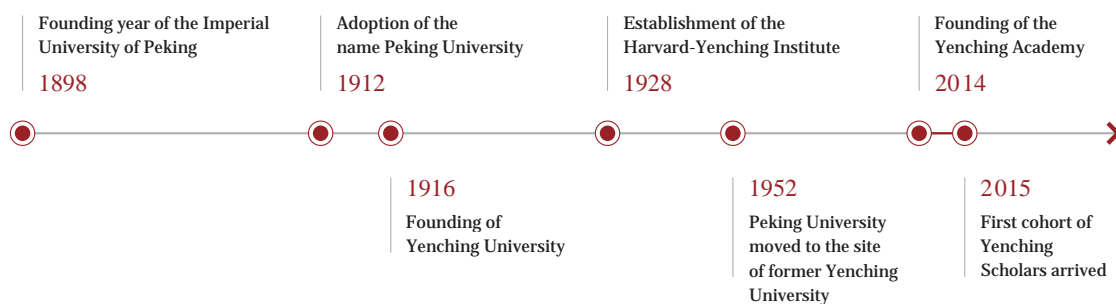 Founding year of the Imperial
University of Peking
1898
Adoption of the
name Peking University
1912
1916
Founding of
Yenching University
Establishment of the
Harvard-Yenching Institute
1928
1952
Peking University
moved to the site
of former Yenching
University
Founding of the
Yenching Academy
2014
2015
First cohort of
Yenching
Scholars arrived